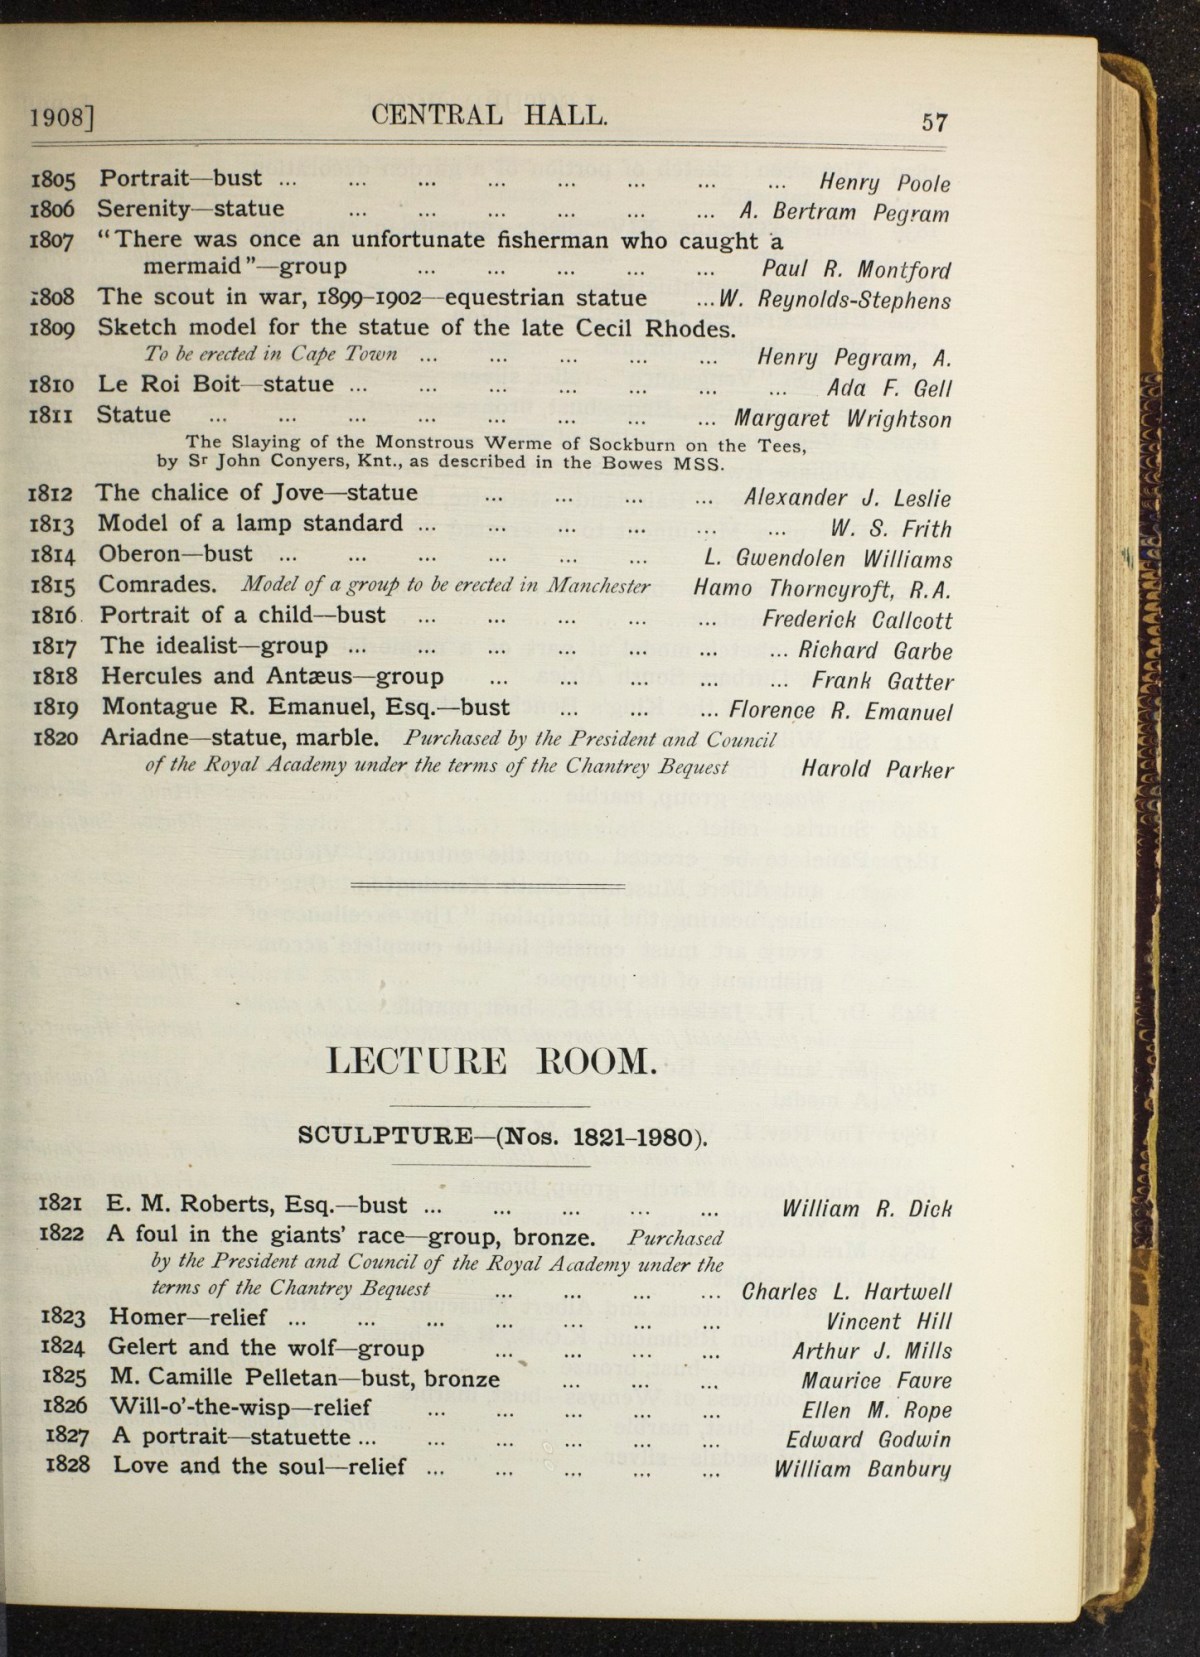 1908] CENTRAL HALL. 57
1805 Portrait—bust ... ... ... ... ... ... ... ... Henry Poole
1806 Serenity—statue ... ... ... ... ... ... A. Bertram Pegram
1807 “There was once an unfortunate fisherman who caught a
mermaid”—group ... ... ... ... ... Paul R. Montford
1808 The scout in war, 1899–1902—equestrian statue ... W. Reynolds-Stephens
1809 Sketch model for the statue of the late Cecil Rhodes.
To be erected in Cape Town ... ... ... ... ... Henry Pegram, A.
1810 Le Roi Boit—statue ... ... ... ... ... ... ... Ada F. Gell
1811 Statue ... ... ... ... ... ... ... ... Margaret Wrightson
The Slaying of the Monstrous Werme of Sockburn on the Tees,
by Sr John Conyers, Knt., as described in the Bowes MSS.
1812 The chalice of Jove—statue ... ... ... ... Alexander J. Leslie
1813 Model of a lamp standard ... ... ... ... ... ... W. S. Frith
1814 Oberon—bust ... ... ... ... ... ... L. Gwendolen Williams
1815 Comrades. Model of a group to be erected in Manchester Hamo Thorncyroft, R.A.
1816 Portrait of a child—bust ... ... ... ... ... Frederick Callcott
1817 The idealist—group ... ... ... ... ... ... ... Richard Garbe
1818 Hercules and Antæus—group ... ... ... ... ... Frank Gatter
1819 Montague R. Emanuel, Esq.—bust ... ... ... Florence R. Emanuel
1820 Ariadne—statue, marble. Purchased by the President and Council
of the Royal Academy under the terms of the Chantrey Bequest Harold Parker
LECTURE ROOM.
SCULPTURE—(Nos. 1821–1980).
1821 E. M. Roberts, Esq.—bust ... ... ... ... ... William R. Dick
1822 A foul in the giants’ race—group, bronze. Purchased
by the President and Council of the Royal Academy under the
terms of the Chantrey Bequest ... ... ... ... Charles L. Hartwell
1823 Homer—relief ... ... ... ... ... ... ... Vincent Hill
1824 Gelert and the wolf—group ... ... ... ... Arthur J. Mills
1825 M. Camille Pelletan—bust, bronze ... ... ... Maurice Favre
1826 Will-o’-the-wisp—relief ... ... ... ... ... Ellen M. Rope
1827 A portrait—statuette ... ... ... ... ... ... Edward Godwin
1828 Love and the soul—relief ... ... ... ... ... William Banbury